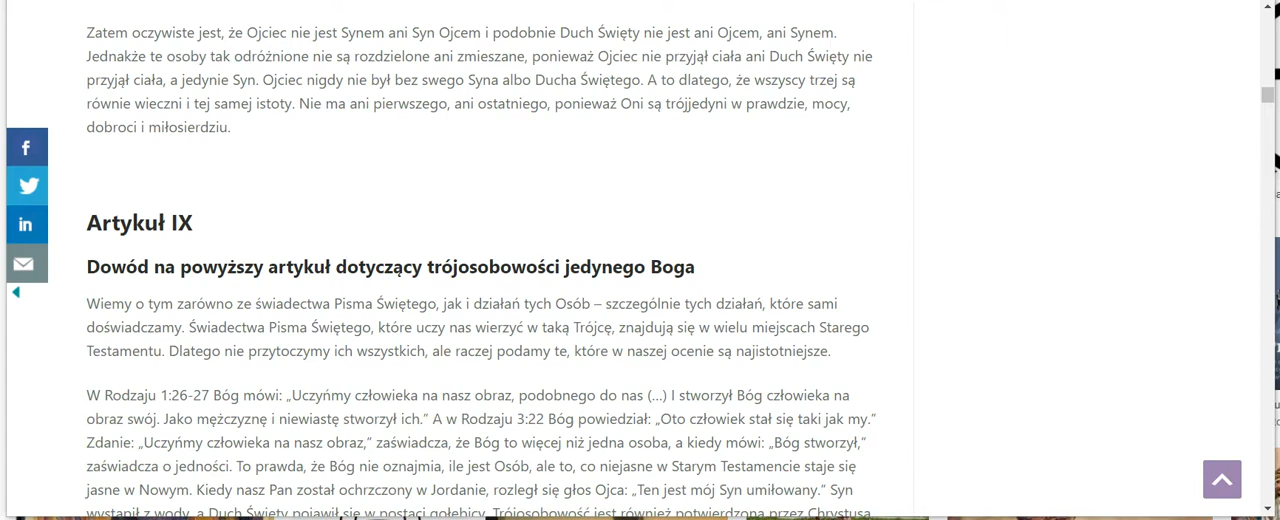 Zatem oczywiste jest, że Ojciec nie jest Synem ani Syn Ojcem i podobnie Duch Święty nie jest ani Ojcem, ani Synem.
Jednakże te osoby tak odróżnione nie są rozdzielone ani zmieszane, ponieważ Ojciec nie przyjął ciała ani Duch Święty nie
przyjął ciała, a jedynie Syn. Ojciec nigdy nie był bez swego Syna albo Ducha Świętego. A to dlatego, że wszyscy trzej są
równie wieczni i tej samej istoty. Nie ma ani pierwszego, ani ostatniego, ponieważ Oni są trójjedyni w prawdzie, mocy,
dobroci i miłosierdziu.
Artykuł IX
Dowód na powyższy artykuł dotyczący trójosobowości jedynego Boga
Wiemy o tym zarówno ze świadectwa Pisma Świętego, jak i działań tych Osób – szczególnie tych działań, które sami
doświadczamy. Świadectwa Pisma Świętego, które uczy nas wierzyć w taką Trójcę, znajdują się w wielu miejscach Starego
Testamentu. Dlatego nie przytoczymy ich wszystkich, ale raczej podamy te, które w naszej ocenie są najistotniejsze.
W Rodzaju 1:26-27 Bóg mówi: „Uczyńmy człowieka na nasz obraz, podobnego do nas (...) I stworzył Bóg człowieka na
obraz swój. Jako mężczyznę i niewiastę stworzył ich.” A w Rodzaju 3:22 Bóg powiedział: „Oto człowiek stał się taki jak my.”
Zdanie: „Uczyńmy człowieka na nasz obraz,” zaświadcza, że Bóg to więcej niż jedna osoba, a kiedy mówi: „Bóg stworzył,”
zaświadcza o jedności. To prawda, że Bóg nie oznajmia, ile jest Osób, ale to, co niejasne w Starym Testamencie staje się
jasne w Nowym. Kiedy nasz Pan został ochrzczony w Jordanie, rozległ się głos Ojca: „Ten jest mój Syn umiłowany.” Syn
wystąpił z wody, a Duch Święty pojawił się w postaci gołębicy. Trójosobowość jest również potwierdzona przez Chrystusa